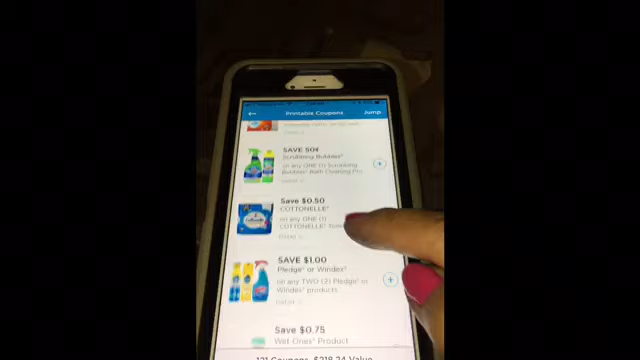 Printable Coupons
Jump
SAVE 50¢
Scrubbing Bubbles®
on any ONE (1) Scrubbing
Bubbles® Bath Cleaning Pro
Save $0.50
COTTONELLE®
on any ONE (1)
COTTONELLE®
SAVE $1.00
Pledge® or Windex®
on any TWO (2) Pledge® or
Windex® products
Save $0.75
Wet Ones® Product
121 Coupons, $218.24 Value